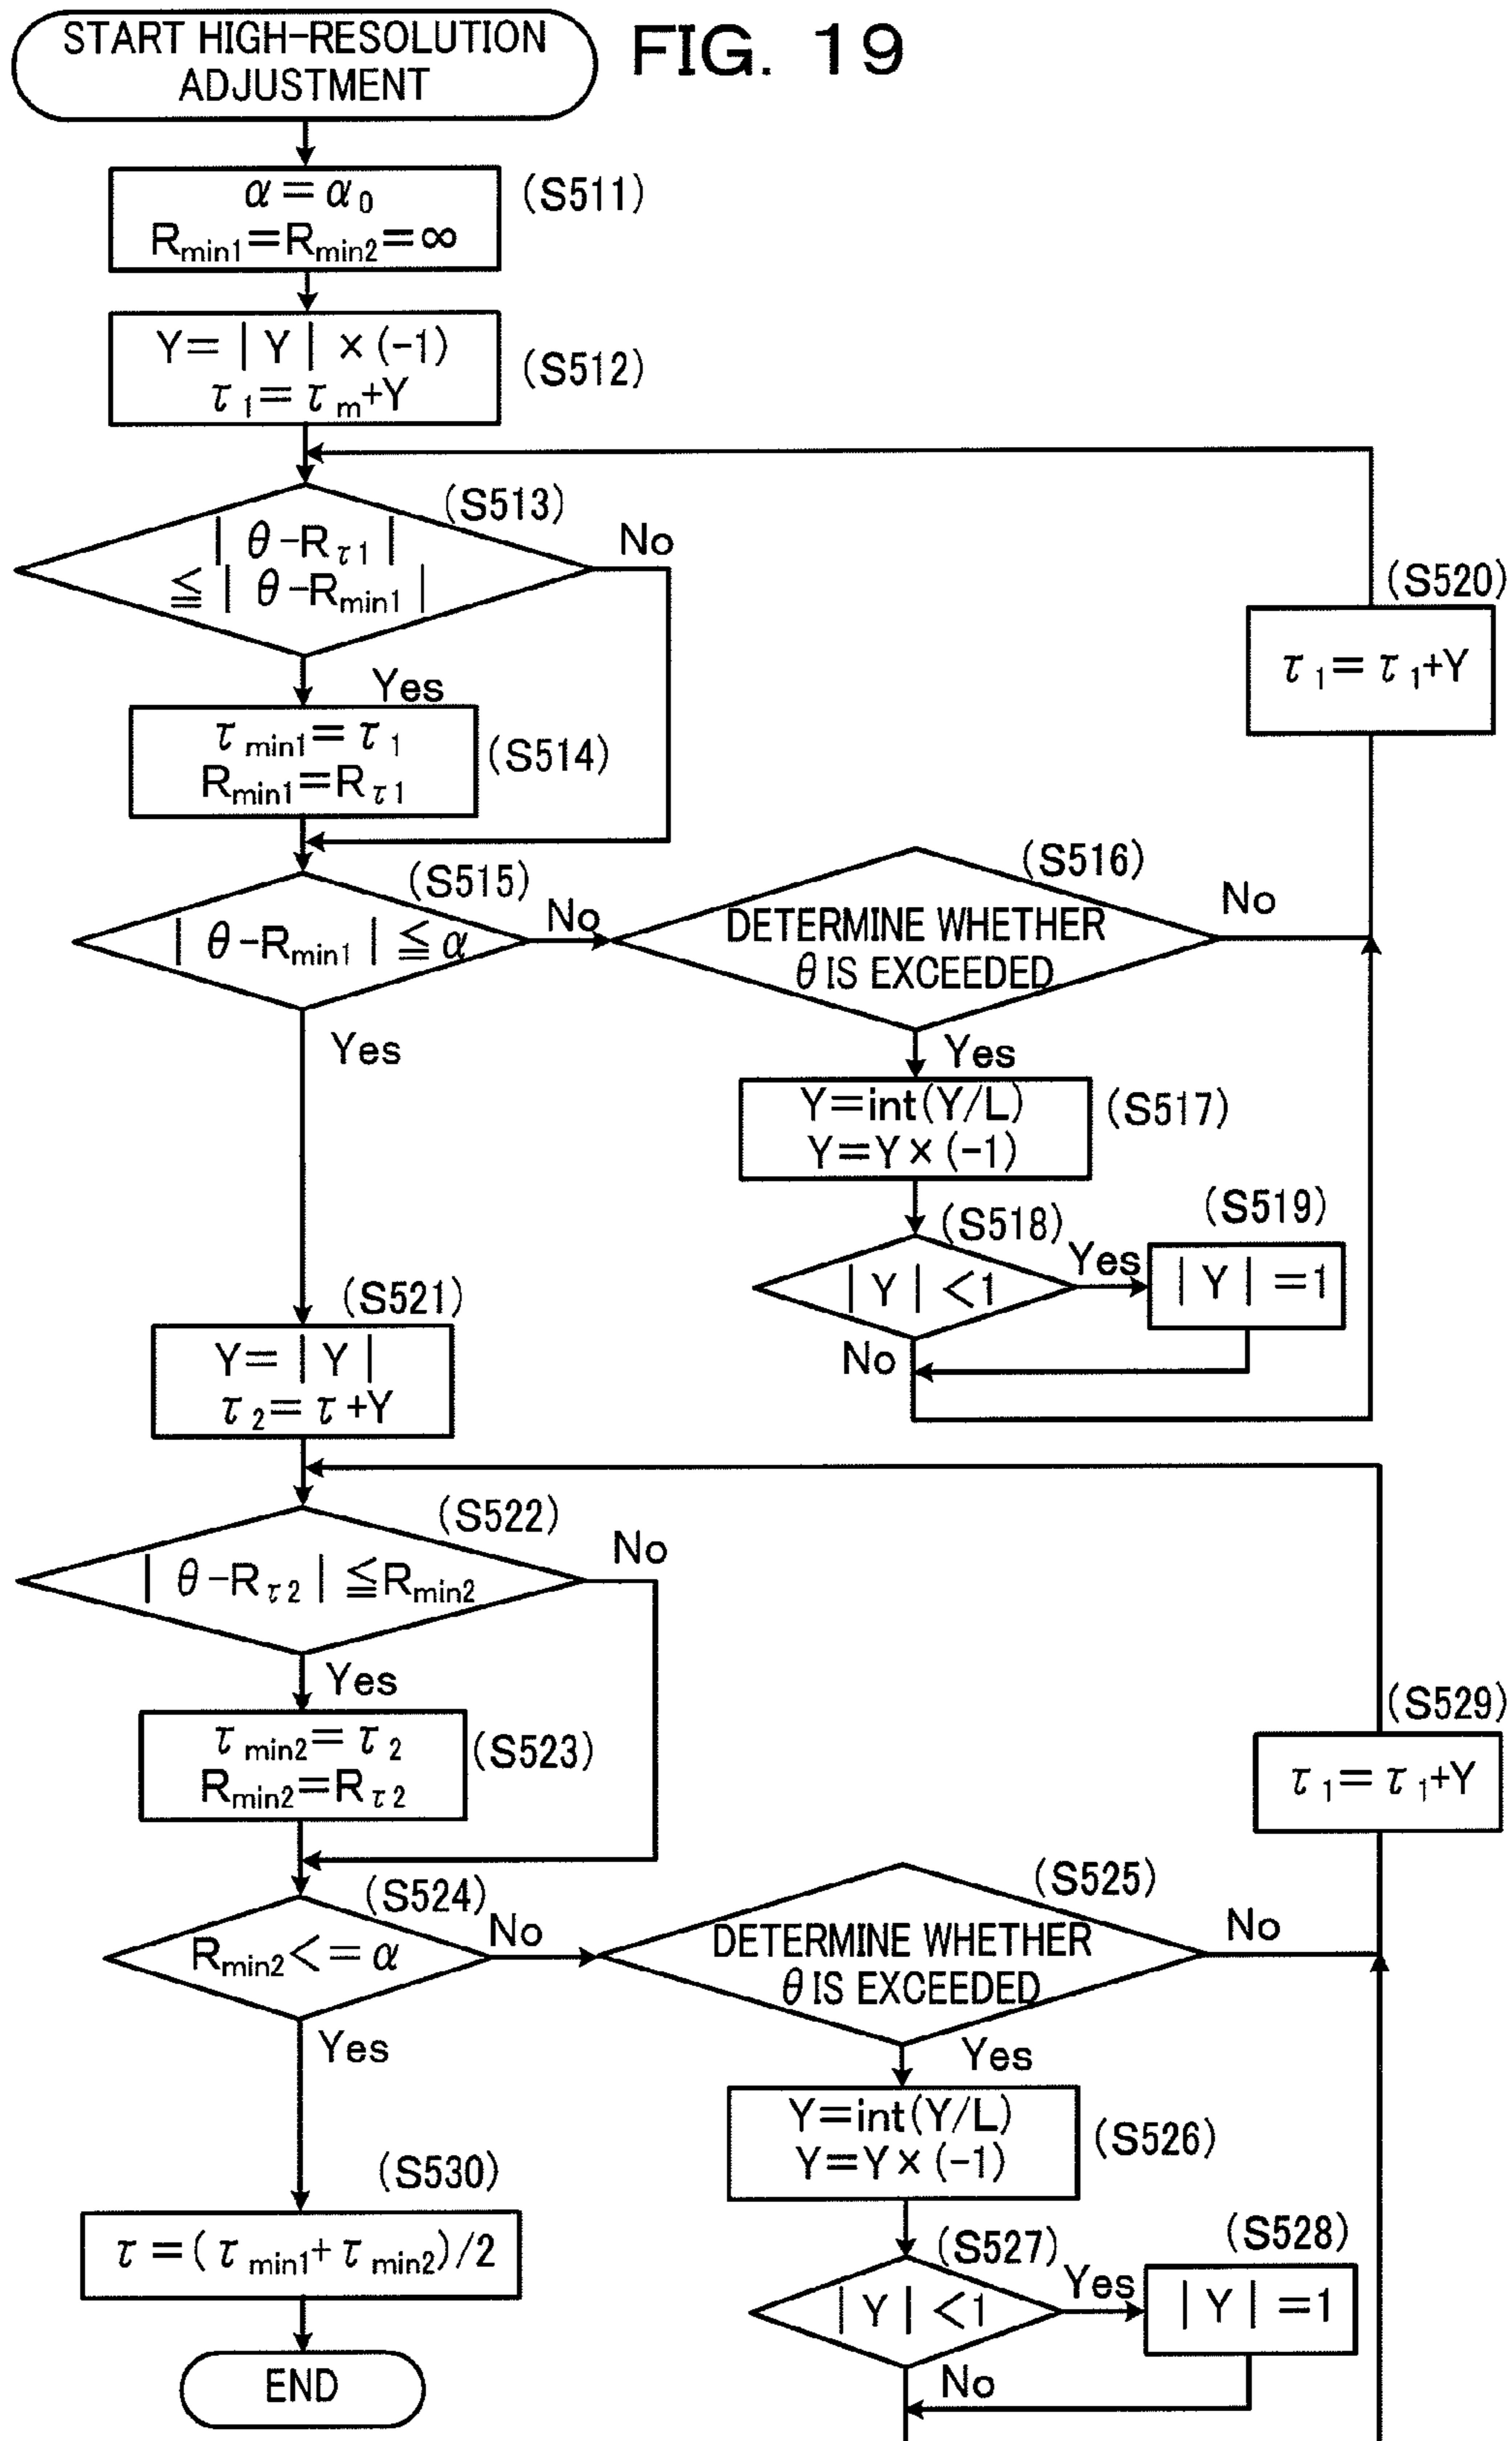 START HIGH-RESOLUTION
ADJUSTMENT
FIG. 19
α=α0
Rmin1=Rmin2=∞
(S511)
Y=|Y|×(-1)
τ1=τm+Y
(S512)
(S513)
|θ-Rτ1|
≦|θ-Rmin1|
No
Yes
(S520)
τ1=τ1+Y
τmin1=τ1
Rmin1=Rτ1
(S514)
(S515)
|θ-Rmin1|≦α
No
Yes
(S516)
DETERMINE WHETHER
θ IS EXCEEDED
No
Yes
Y=int(Y/L)
Y=Y×(-1)
(S517)
(S518)
|Y|<1
Yes
No
(S519)
|Y|=1
(S521)
Y=|Y|
τ2=τ+Y
(S522)
|θ-Rτ2|≦Rmin2
No
Yes
τmin2=τ2
Rmin2=Rτ2
(S523)
(S529)
τ1=τ1+Y
(S524)
Rmin2<=α
No
Yes
(S525)
DETERMINE WHETHER
θ IS EXCEEDED
No
Yes
Y=int(Y/L)
Y=Y×(-1)
(S526)
(S527)
|Y|<1
Yes
No
(S528)
|Y|=1
(S530)
τ=(τmin1+τmin2)/2
END